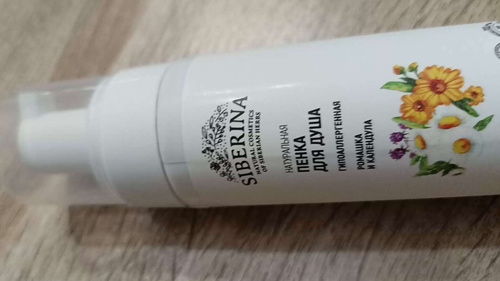 SIBERINA
NATURAL COSMETICS
OF SIBERIAN HERBS
НАТУРАЛЬНАЯ
ПЕНКА
ДЛЯ ДУША
ГИПОАЛЛЕРГЕННАЯ
РОМАШКА
И КАЛЕНДУЛА